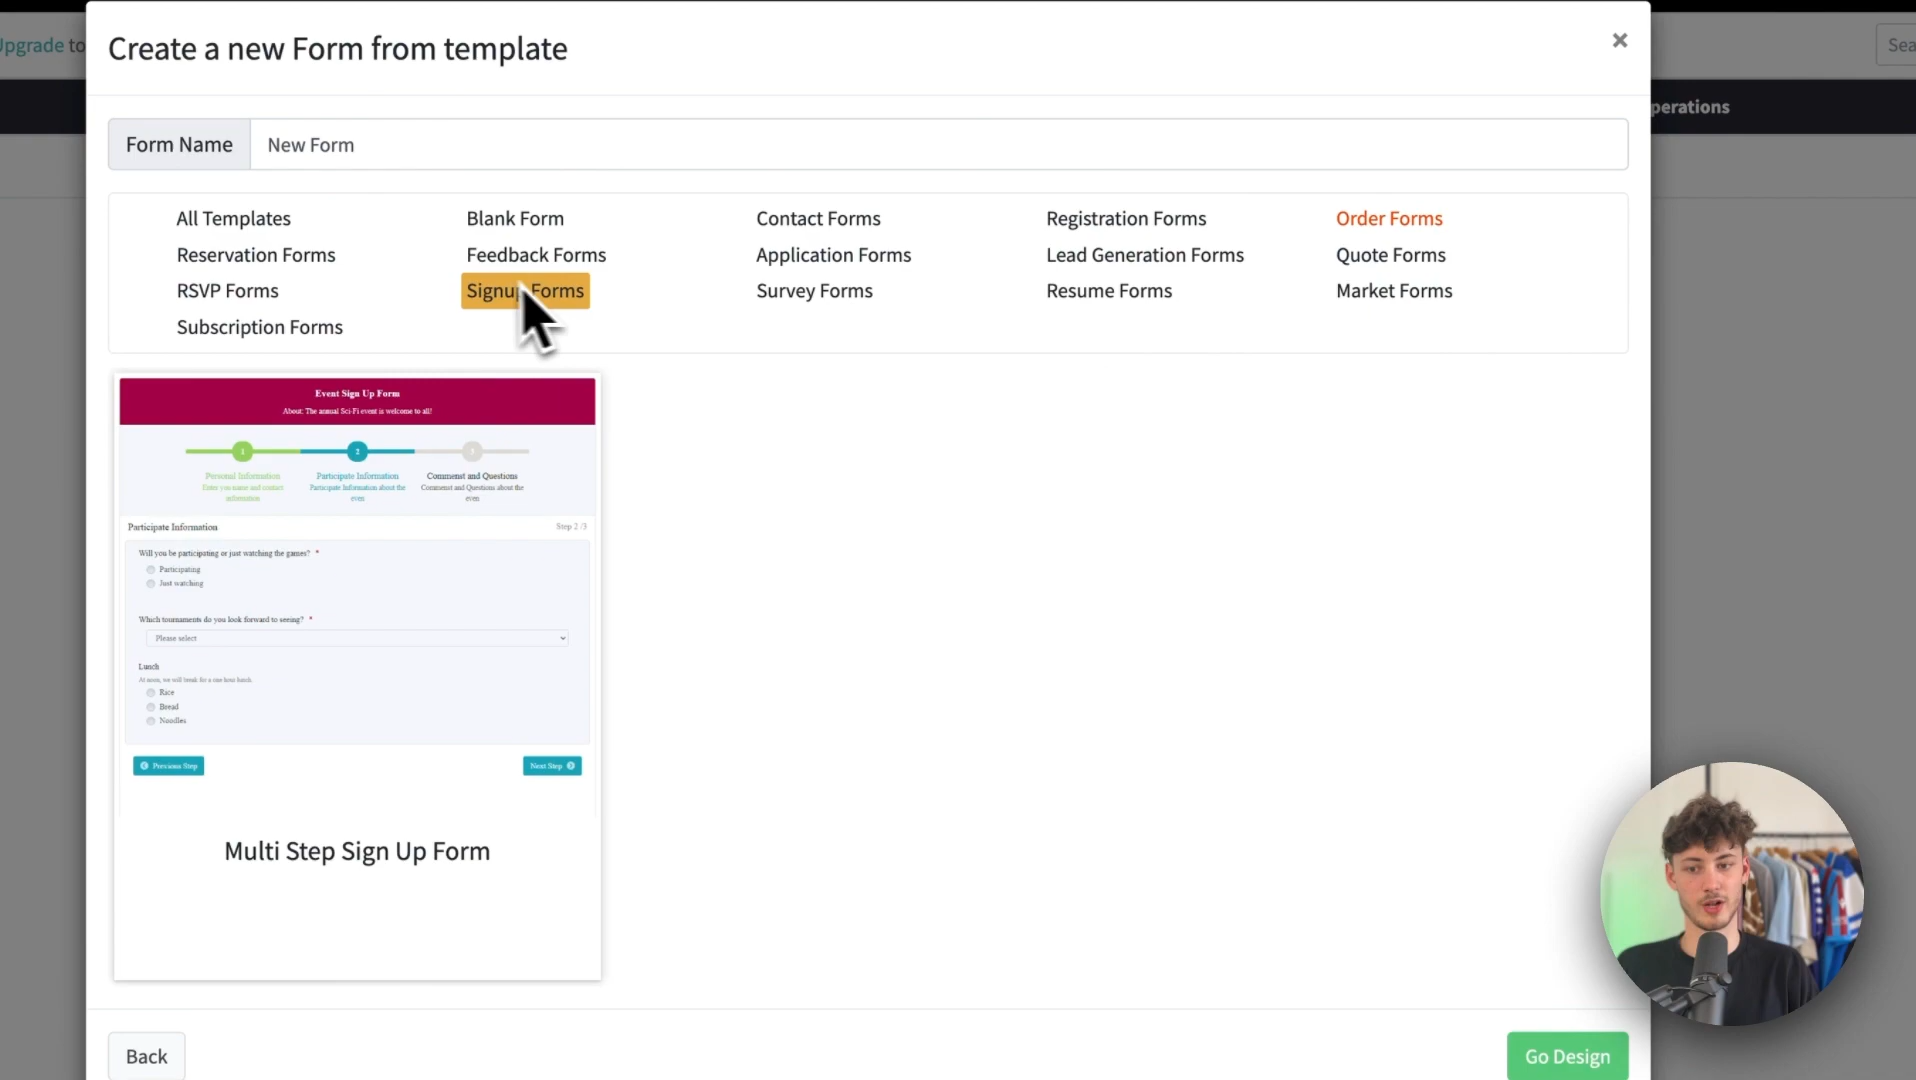 Upgrade to
Sea
Operations
Create a new Form from template
×
Form Name
New Form
All Templates
Blank Form
Contact Forms
Registration Forms
Order Forms
Reservation Forms
Feedback Forms
Application Forms
Lead Generation Forms
Quote Forms
RSVP Forms
Signup Forms
Survey Forms
Resume Forms
Market Forms
Subscription Forms
Event Sign Up Form
About: The annual Sci-Fi event is welcome to all!
1
2
3
Personal Information
Enter you name and contact
information
Participate Information
Participate Information about the
even
Commenst and Questions
Commenst and Questions about the
even
Participate Information
Step 2 /3
Will you be participating or just watching the games? *
Participating
Just watching
Which tournaments do you look forward to seeing? *
Please select
Lunch
At noon, we will break for a one hour lunch.
Rice
Bread
Noodles
Previous Step
Next Step
Multi Step Sign Up Form
Back
Go Design